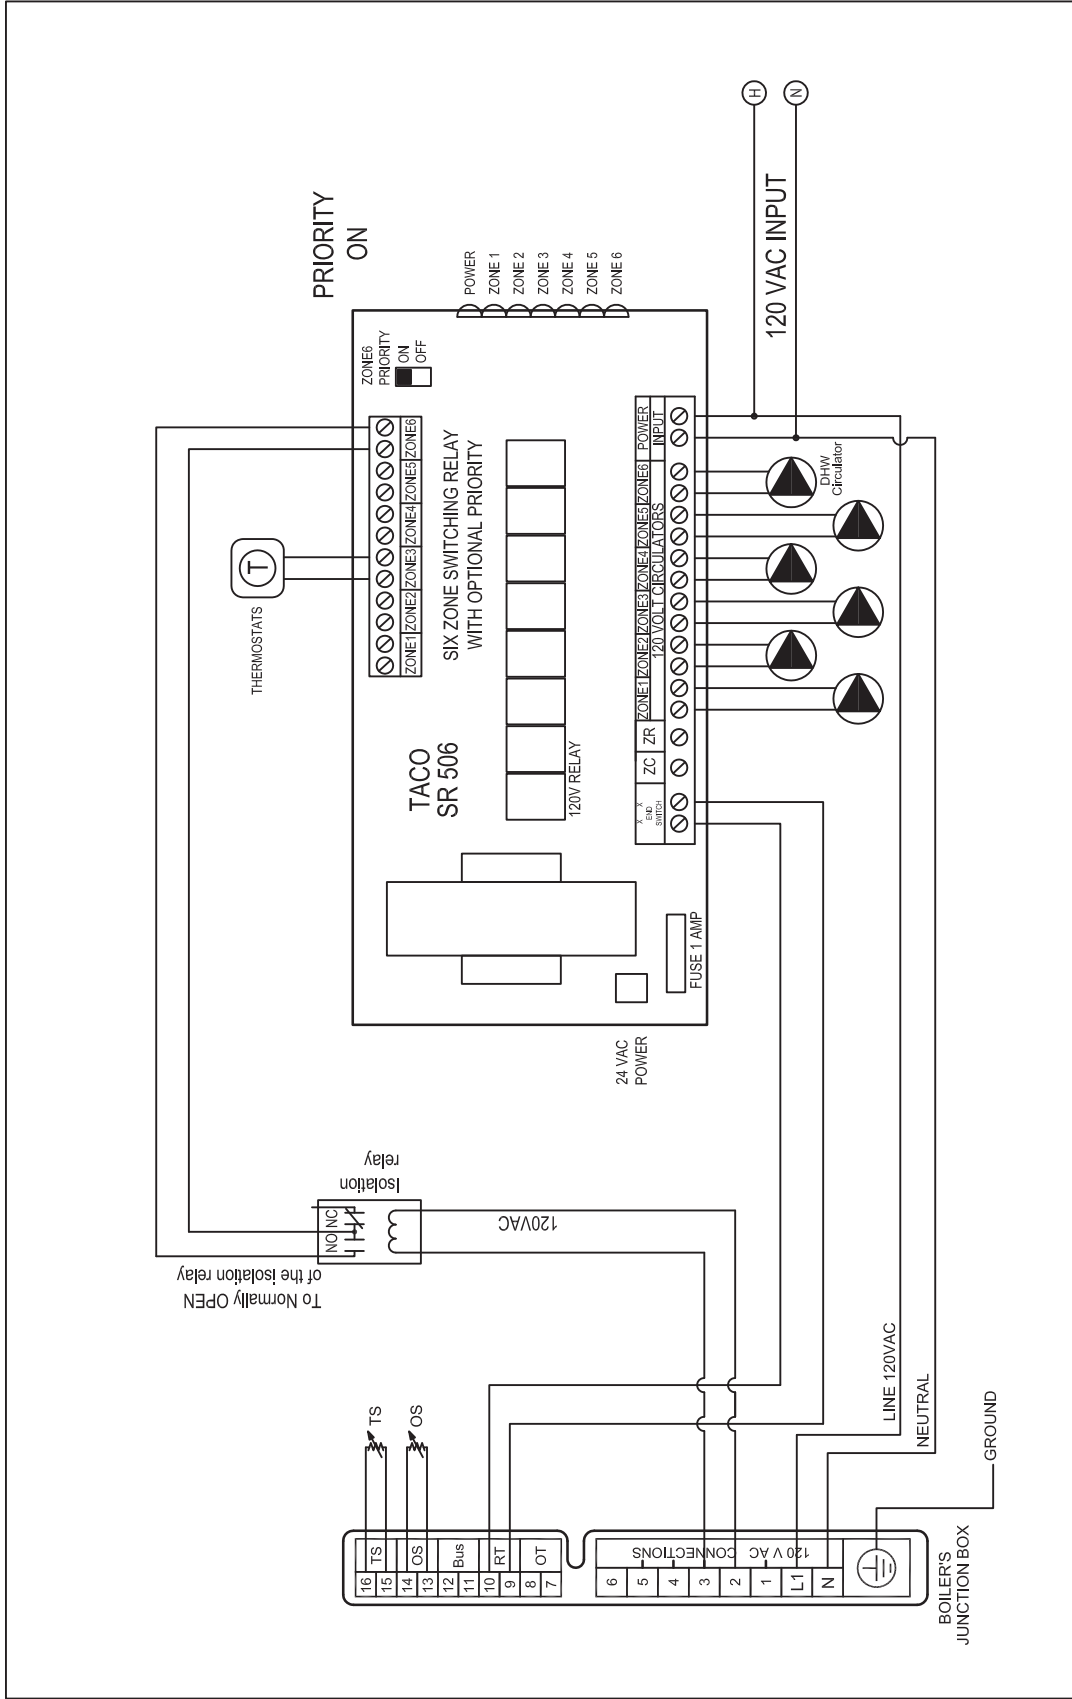 PRIORITY
ON
TACO
SR 506
SIX ZONE SWITCHING RELAY
WITH OPTIONAL PRIORITY
THERMOSTATS
T
ZONE1
ZONE2
ZONE3
ZONE4
ZONE5
ZONE6
ZONE6
PRIORITY
ON
OFF
POWER
ZONE 1
ZONE 2
ZONE 3
ZONE 4
ZONE 5
ZONE 6
120V RELAY
24 VAC
POWER
FUSE 1 AMP
X X
END
SWITCH
ZC
ZR
ZONE1
ZONE2
ZONE3
ZONE4
ZONE5
ZONE6
120 VOLT CIRCULATORS
POWER
INPUT
DHW
Circulator
120 VAC INPUT
H
N
To Normally OPEN
of the isolation relay
NO
NC
Isolation
relay
120VAC
TS
OS
16
15
14
13
12
11
10
9
8
7
TS
OS
Bus
RT
OT
6
5
4
3
2
1
L1
N
120 V AC CONNECTIONS
LINE 120VAC
NEUTRAL
GROUND
BOILER'S
JUNCTION BOX